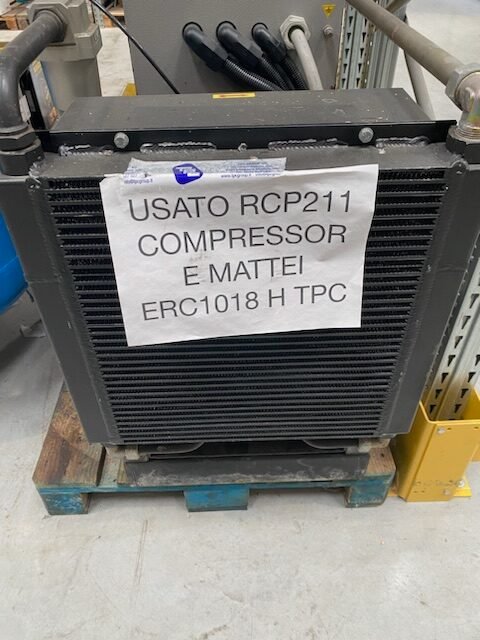 USATO RCP211
COMPRESSOR
E MATTEI
ERC1018 H TPC